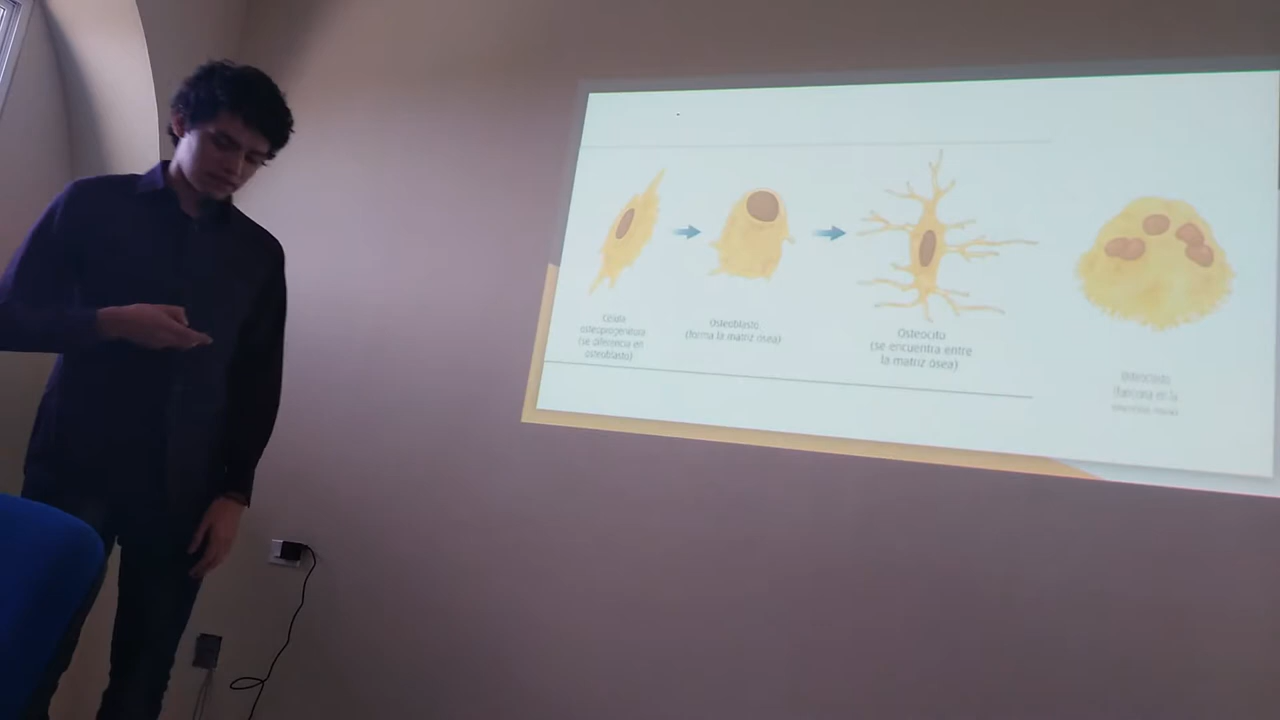 Célula
osteoprogenitora
(se diferencia en
osteoblasto)
Osteoblasto
(forma la matriz ósea)
Osteocito
(se encuentra entre
la matriz ósea)